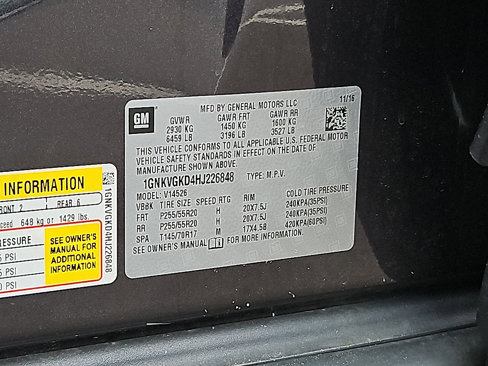 GM
MFD BY GENERAL MOTORS LLC
11/16
GVWR GAWR FRT GAWR RR
2930 KG 1450 KG 1600 KG
6459 LB 3196 LB 3527 LB
THIS VEHICLE CONFORMS TO ALL APPLICABLE U.S. FEDERAL MOTOR
VEHICLE SAFETY STANDARDS IN EFFECT ON THE DATE OF
MANUFACTURE SHOWN ABOVE.
1GNKVGKD4HJ226848 TYPE: M.P.V.
MODEL: V14526
TIRE SIZE SPEED RTG RIM COLD TIRE PRESSURE
FRT P255/55R20 H 20X7.5J 240KPA(35PSI)
RR P255/55R20 H 20X7.5J 240KPA(35PSI)
SPA T145/70R17 M 17X4.5B 420KPA(60PSI)
SEE OWNER'S MANUAL FOR MORE INFORMATION.
INFORMATION
FRONT 2 REAR 6
648 kg or 1429 lbs.
PRESSURE
PSI
PSI
PSI
SEE OWNER'S
MANUAL FOR
ADDITIONAL
INFORMATION
1GNKVGKD4HJ226848